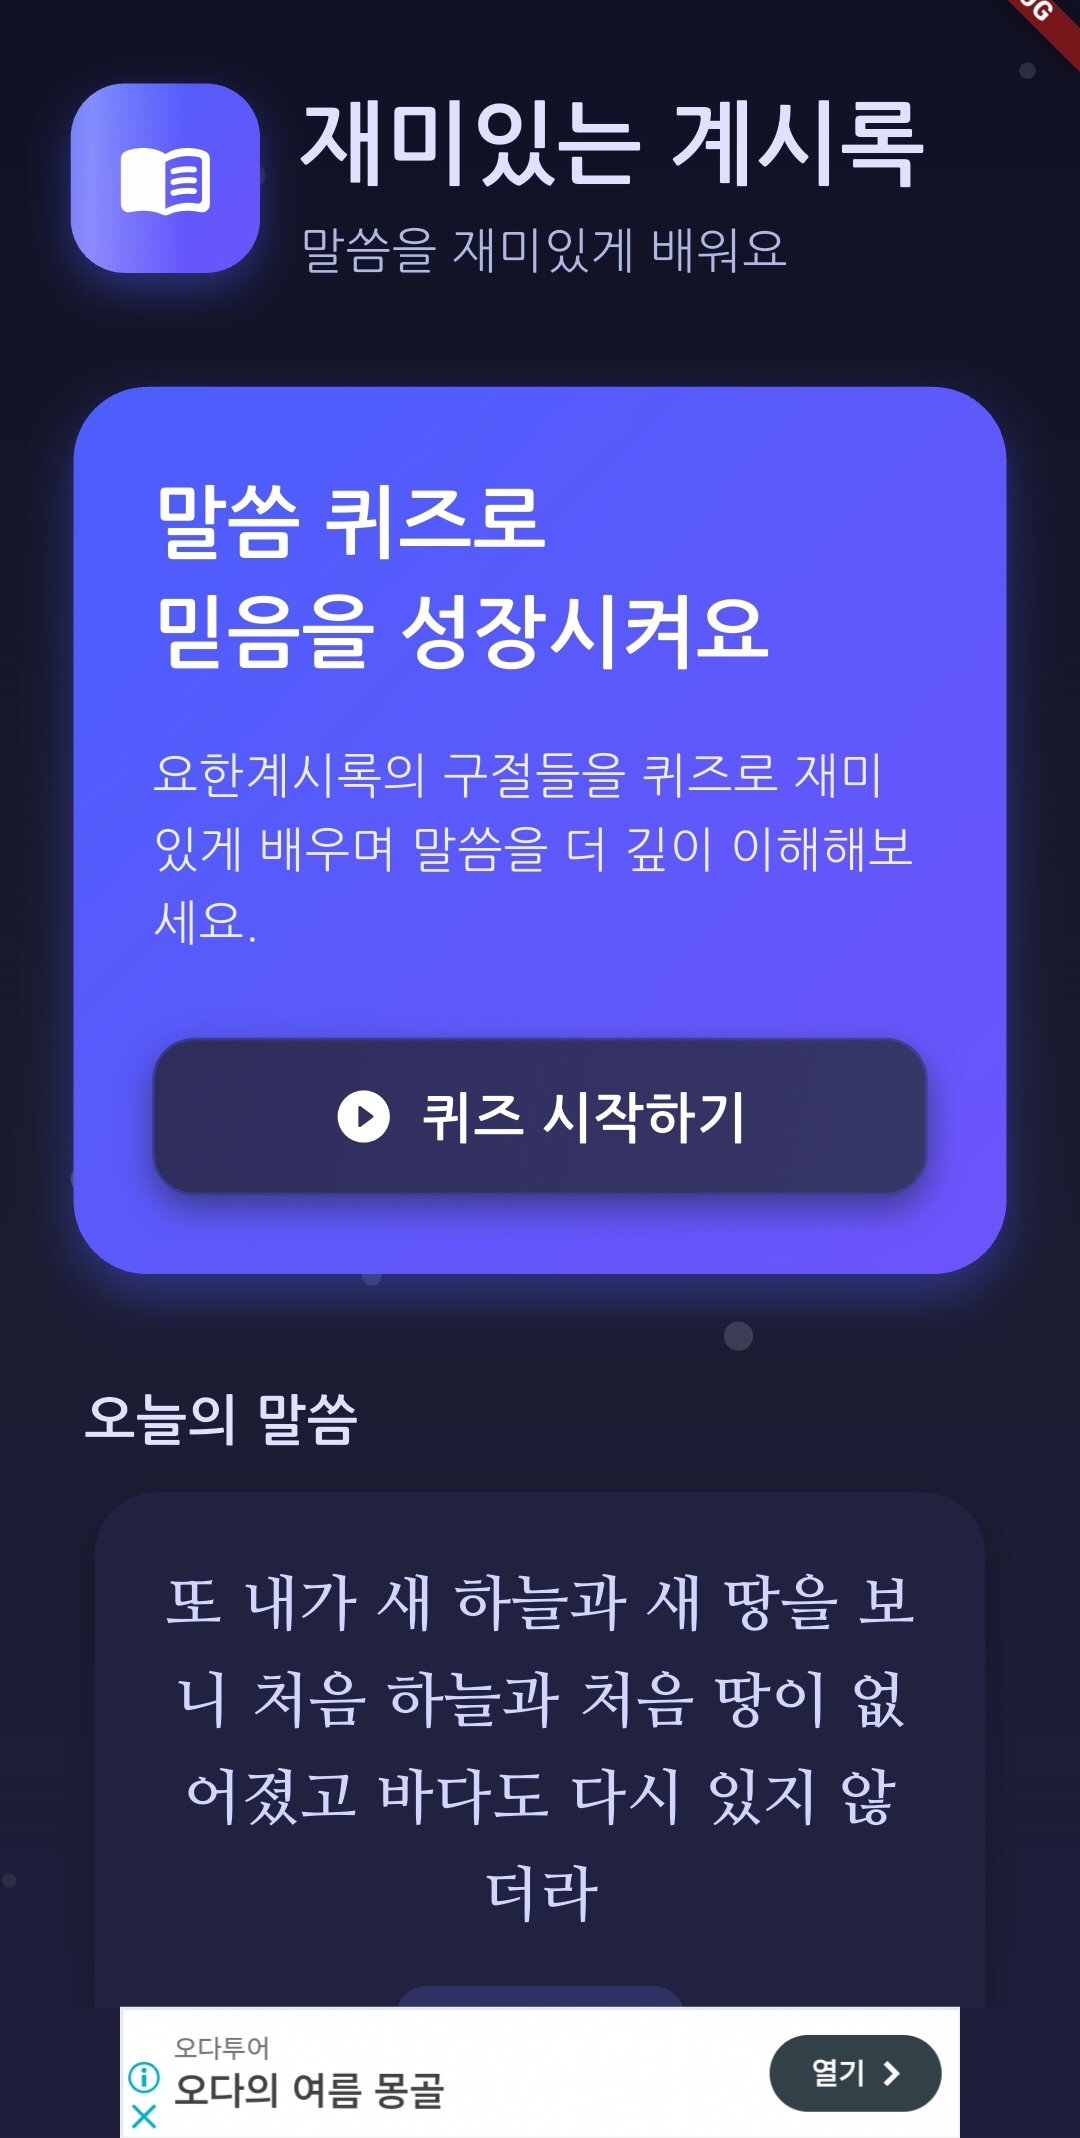 재미있는 계시록
말씀을 재미있게 배워요
말씀 퀴즈로
믿음을 성장시켜요
요한계시록의 구절들을 퀴즈로 재미
있게 배우며 말씀을 더 깊이 이해해보
세요.
퀴즈 시작하기
오늘의 말씀
또 내가 새 하늘과 새 땅을 보
니 처음 하늘과 처음 땅이 없
어졌고 바다도 다시 있지 않
더라
오다투어
오다의 여름 몽골
열기